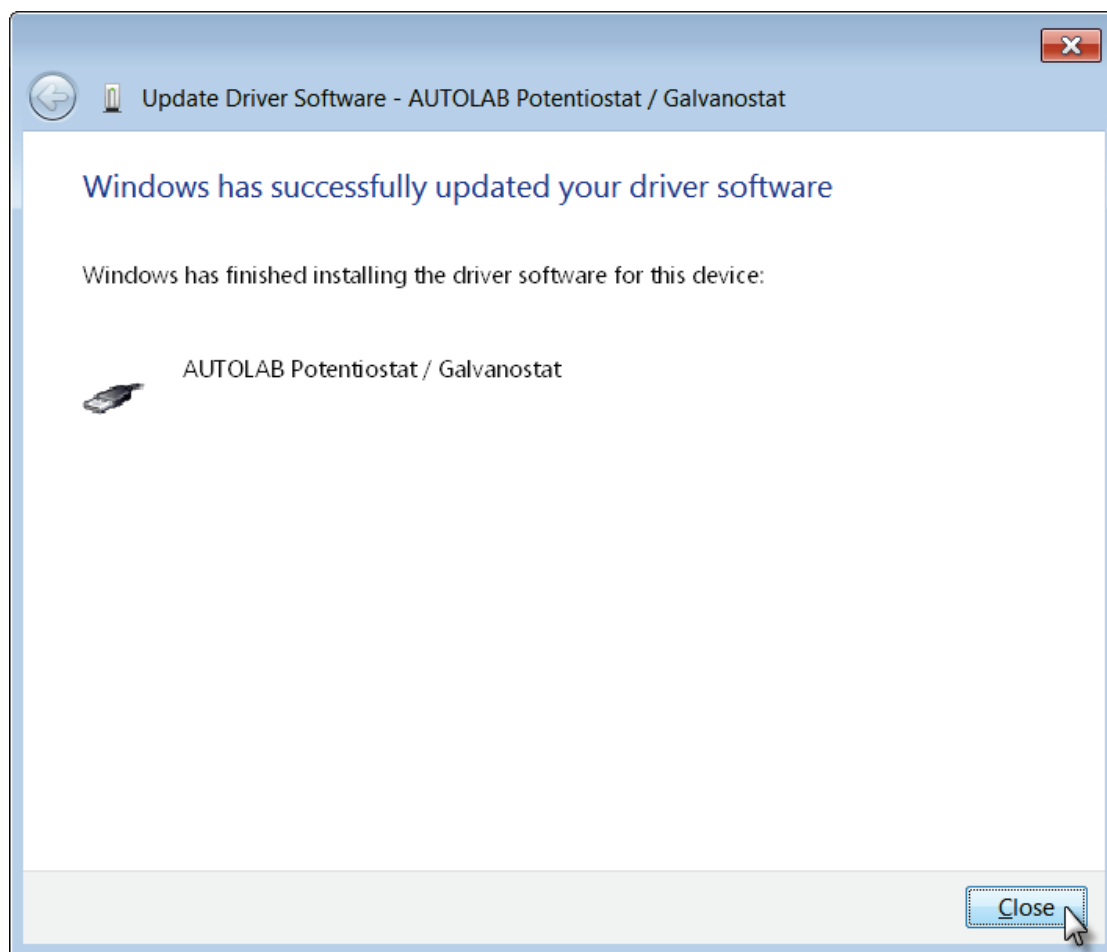 Update Driver Software - AUTOLAB Potentiostat / Galvanostat
Windows has successfully updated your driver software
Windows has finished installing the driver software for this device:
AUTOLAB Potentiostat / Galvanostat
Close